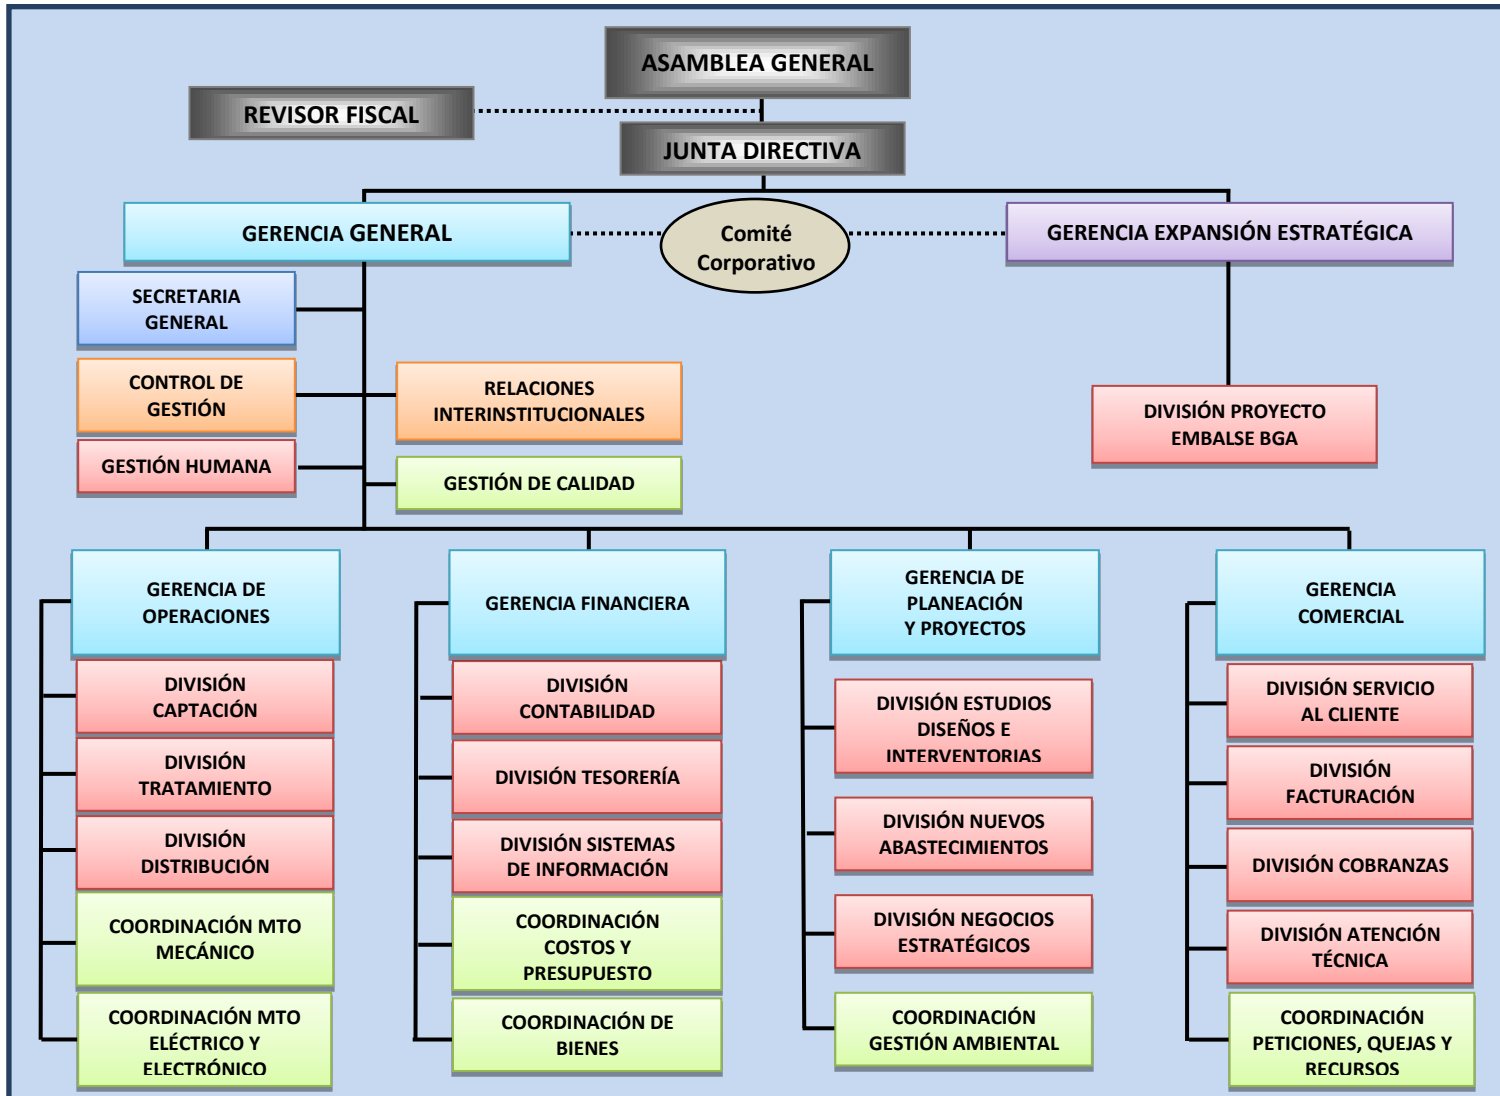 ASAMBLEA GENERAL
REVISOR FISCAL
JUNTA DIRECTIVA
GERENCIA GENERAL
Comité
Corporativo
GERENCIA EXPANSIÓN ESTRATÉGICA
SECRETARIA
GENERAL
CONTROL DE
GESTIÓN
RELACIONES
INTERINSTITUCIONALES
DIVISIÓN PROYECTO
EMBALSE BGA
GESTIÓN HUMANA
GESTIÓN DE CALIDAD
GERENCIA DE
OPERACIONES
DIVISIÓN
CAPTACIÓN
DIVISIÓN
TRATAMIENTO
DIVISIÓN
DISTRIBUCIÓN
COORDINACIÓN MTO
MECÁNICO
COORDINACIÓN MTO
ELÉCTRICO Y
ELECTRÓNICO
GERENCIA FINANCIERA
DIVISIÓN
CONTABILIDAD
DIVISIÓN TESORERÍA
DIVISIÓN SISTEMAS
DE INFORMACIÓN
COORDINACIÓN
COSTOS Y
PRESUPUESTO
COORDINACIÓN DE
BIENES
GERENCIA DE
PLANEACIÓN
Y PROYECTOS
DIVISIÓN ESTUDIOS
DISEÑOS E
INTERVENTORIAS
DIVISIÓN NUEVOS
ABASTECIMIENTOS
DIVISIÓN NEGOCIOS
ESTRATÉGICOS
COORDINACIÓN
GESTIÓN AMBIENTAL
GERENCIA
COMERCIAL
DIVISIÓN SERVICIO
AL CLIENTE
DIVISIÓN
FACTURACIÓN
DIVISIÓN COBRANZAS
DIVISIÓN ATENCIÓN
TÉCNICA
COORDINACIÓN
PETICIONES, QUEJAS Y
RECURSOS